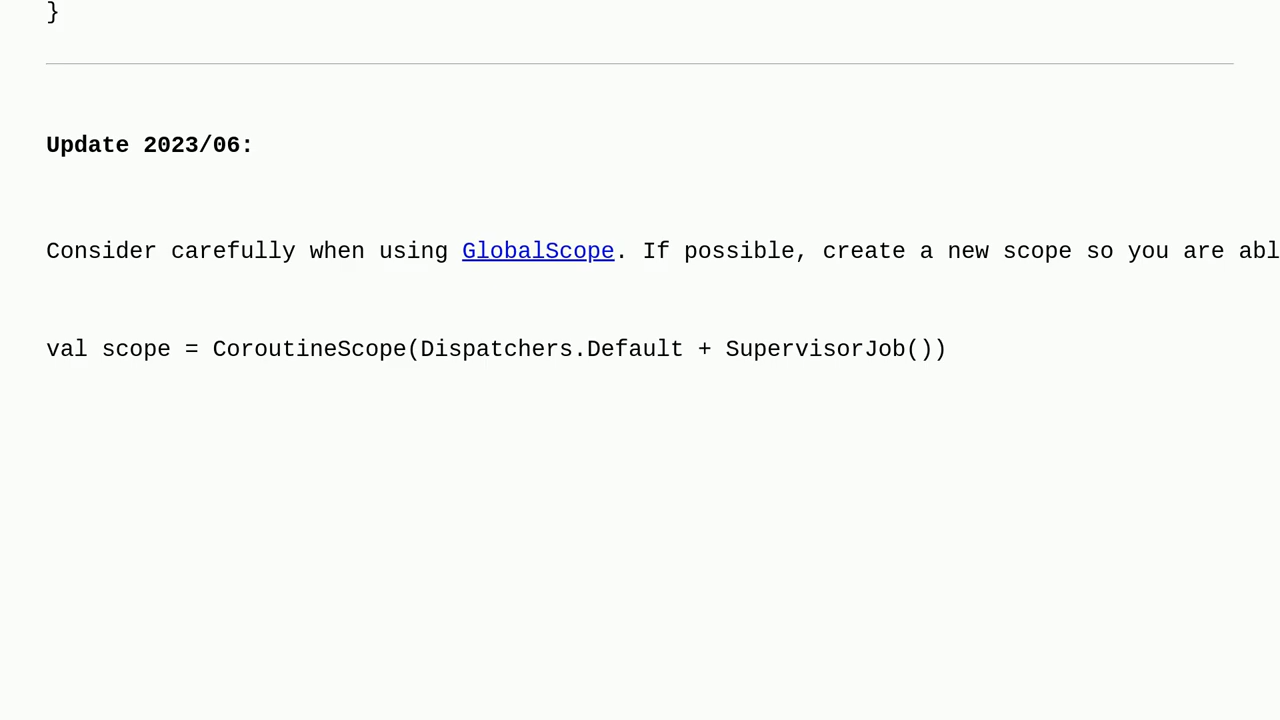 }
Update 2023/06:
Consider carefully when using GlobalScope. If possible, create a new scope so you are abl
val scope = CoroutineScope(Dispatchers.Default + SupervisorJob())